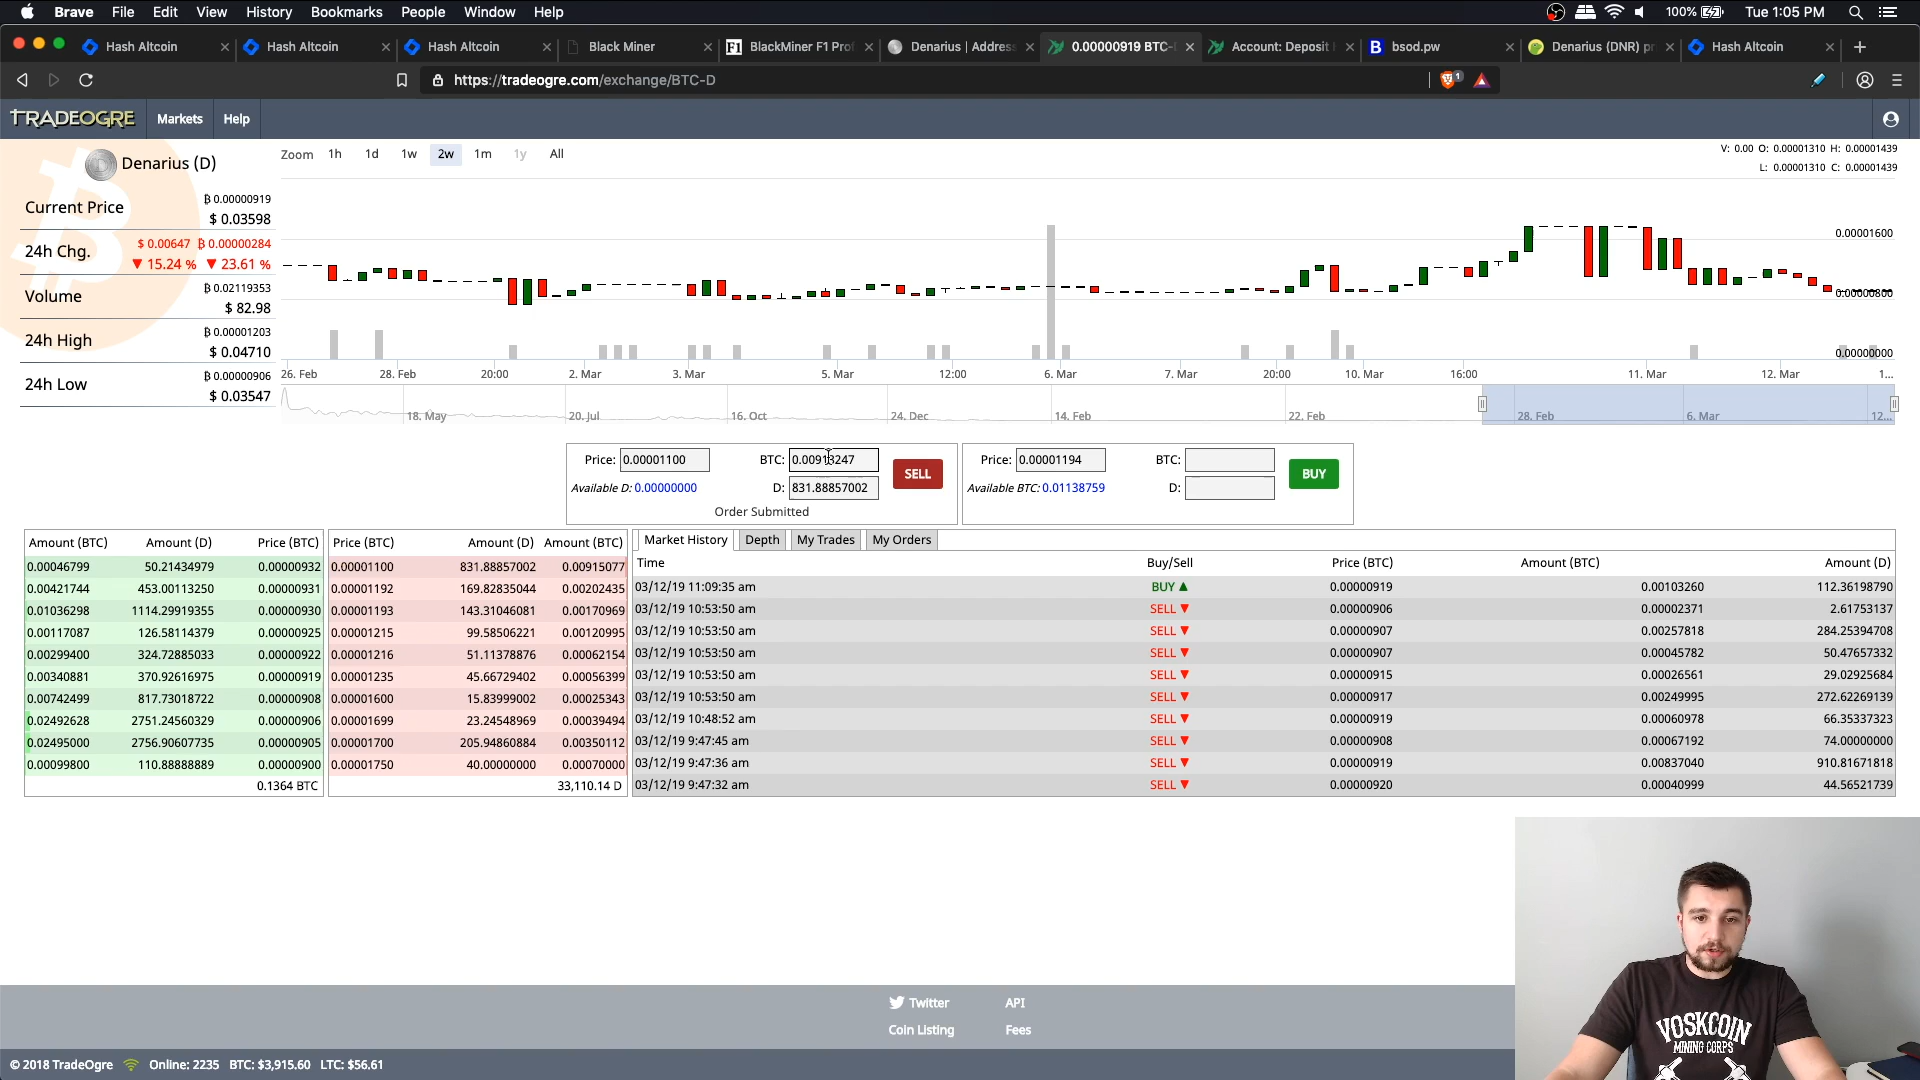 Brave File Edit View History Bookmarks People Window Help 100% Tue 1:05 PM
Hash Altcoin Hash Altcoin Hash Altcoin Black Miner BlackMiner F1 Pro Denarius | Addres 0.00000919 BTC- Account: Deposit bsod.pw Denarius (DNR) pr Hash Altcoin
https://tradeogre.com/exchange/BTC-D 1
TRADEOGRE Markets Help
Denarius (D)
Current Price ₿ 0.00000919
$ 0.03598
24h Chg. $ 0.00647 ₿ 0.00000284
▼ 15.24 % ▼ 23.61 %
Volume ₿ 0.02119353
$ 82.98
24h High ₿ 0.00001203
$ 0.04710
24h Low ₿ 0.00000906
$ 0.03547
Zoom 1h 1d 1w 2w 1m 1y All
V: 0.00 O: 0.00001310 H: 0.00001439
L: 0.00001310 C: 0.00001439
0.00001600
0.00000800
0.00000000
26. Feb 28. Feb 20:00 2. Mar 3. Mar 5. Mar 12:00 6. Mar 7. Mar 20:00 10. Mar 16:00 11. Mar 12. Mar 1...
18. May 20. Jul 16. Oct 24. Dec 14. Feb 22. Feb 28. Feb 6. Mar 12...
Price: 0.00001100 BTC: 0.00913247 SELL
Available D: 0.00000000 D: 831.88857002
Order Submitted
Price: 0.00001194 BTC: BUY
Available BTC: 0.01138759 D:
Amount (BTC) Amount (D) Price (BTC)
0.00046799 50.21434979 0.00000932
0.00421744 453.00113250 0.00000931
0.01036298 1114.29919355 0.00000930
0.00117087 126.58114379 0.00000925
0.00299400 324.72885033 0.00000922
0.00340881 370.92616975 0.00000919
0.00742499 817.73018722 0.00000908
0.02492628 2751.24560329 0.00000906
0.02495000 2756.90607735 0.00000905
0.00099800 110.88888889 0.00000900
0.1364 BTC
Price (BTC) Amount (D) Amount (BTC)
0.00001100 831.88857002 0.00915077
0.00001192 169.82835044 0.00202435
0.00001193 143.31046081 0.00170969
0.00001215 99.58506221 0.00120995
0.00001216 51.11378876 0.00062154
0.00001235 45.66729402 0.00056399
0.00001600 15.83999002 0.00025343
0.00001699 23.24548969 0.00039494
0.00001700 205.94860884 0.00350112
0.00001750 40.00000000 0.00070000
33,110.14 D
Market History Depth My Trades My Orders
Time Buy/Sell Price (BTC) Amount (BTC) Amount (D)
03/12/19 11:09:35 am BUY ▲ 0.00000919 0.00103260 112.36198790
03/12/19 10:53:50 am SELL ▼ 0.00000906 0.00002371 2.61753137
03/12/19 10:53:50 am SELL ▼ 0.00000907 0.00257818 284.25394708
03/12/19 10:53:50 am SELL ▼ 0.00000907 0.00045782 50.47657332
03/12/19 10:53:50 am SELL ▼ 0.00000915 0.00026561 29.02925684
03/12/19 10:53:50 am SELL ▼ 0.00000917 0.00249995 272.62269139
03/12/19 10:48:52 am SELL ▼ 0.00000919 0.00060978 66.35337323
03/12/19 9:47:45 am SELL ▼ 0.00000908 0.00067192 74.00000000
03/12/19 9:47:36 am SELL ▼ 0.00000919 0.00837040 910.81671818
03/12/19 9:47:32 am SELL ▼ 0.00000920 0.00040999 44.56521739
Twitter API
Coin Listing Fees
© 2018 TradeOgre Online: 2235 BTC: $3,915.60 LTC: $56.61
VOSKCOIN
MINING CORPS